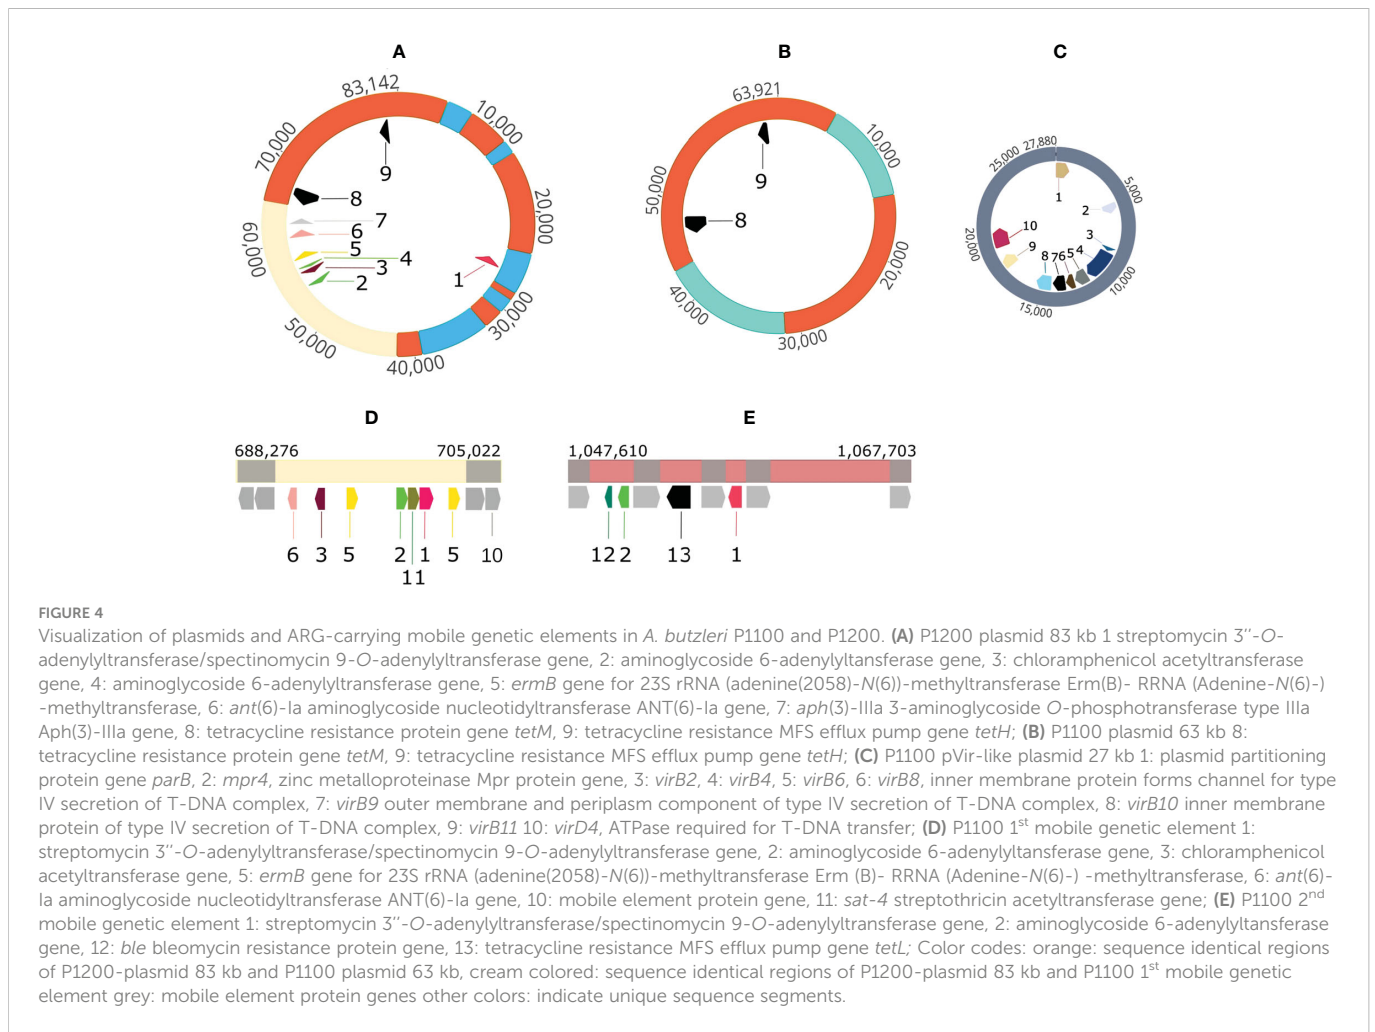 A
B
C
83,142
10,000
20,000
30,000
40,000
50,000
60,000
70,000
9
8
7
6
5
4
3
2
1
63,921
10,000
20,000
30,000
40,000
50,000
9
8
27,880
5,000
10,000
15,000
20,000
25,000
1
2
3
4
5
6
7
8
9
10
D
E
688,276 705,022
1,047,610 1,067,703
6 3 5 2 1 5 10
11
12 2 13 1
FIGURE 4
Visualization of plasmids and ARG-carrying mobile genetic elements in A. butzleri P1100 and P1200. (A) P1200 plasmid 83 kb 1 streptomycin 3''-O-
adenylyltransferase/spectinomycin 9-O-adenylyltransferase gene, 2: aminoglycoside 6-adenylyltansferase gene, 3: chloramphenicol acetyltransferase
gene, 4: aminoglycoside 6-adenylyltransferase gene, 5: ermB gene for 23S rRNA (adenine(2058)-N(6))-methyltransferase Erm(B)- RRNA (Adenine-N(6)-)
-methyltransferase, 6: ant(6)-Ia aminoglycoside nucleotidyltransferase ANT(6)-Ia gene, 7: aph(3)-IIIa 3-aminoglycoside O-phosphotransferase type IIIa
Aph(3)-IIIa gene, 8: tetracycline resistance protein gene tetM, 9: tetracycline resistance MFS efflux pump gene tetH; (B) P1100 plasmid 63 kb 8:
tetracycline resistance protein gene tetM, 9: tetracycline resistance MFS efflux pump gene tetH; (C) P1100 pVir-like plasmid 27 kb 1: plasmid partitioning
protein gene parB, 2: mpr4, zinc metalloproteinase Mpr protein gene, 3: virB2, 4: virB4, 5: virB6, 6: virB8, inner membrane protein forms channel for type
IV secretion of T-DNA complex, 7: virB9 outer membrane and periplasm component of type IV secretion of T-DNA complex, 8: virB10 inner membrane
protein of type IV secretion of T-DNA complex, 9: virB11 10: virD4, ATPase required for T-DNA transfer; (D) P1100 1st mobile genetic element 1:
streptomycin 3''-O-adenylyltransferase/spectinomycin 9-O-adenylyltransferase gene, 2: aminoglycoside 6-adenylyltansferase gene, 3: chloramphenicol
acetyltransferase gene, 5: ermB gene for 23S rRNA (adenine(2058)-N(6))-methyltransferase Erm (B)- RRNA (Adenine-N(6)-) -methyltransferase, 6: ant(6)-
Ia aminoglycoside nucleotidyltransferase ANT(6)-Ia gene, 10: mobile element protein gene, 11: sat-4 streptothricin acetyltransferase gene; (E) P1100 2nd
mobile genetic element 1: streptomycin 3''-O-adenylyltransferase/spectinomycin 9-O-adenylyltransferase gene, 2: aminoglycoside 6-adenylyltansferase
gene, 12: ble bleomycin resistance protein gene, 13: tetracycline resistance MFS efflux pump gene tetL; Color codes: orange: sequence identical regions
of P1200-plasmid 83 kb and P1100 plasmid 63 kb, cream colored: sequence identical regions of P1200-plasmid 83 kb and P1100 1st mobile genetic
element grey: mobile element protein genes other colors: indicate unique sequence segments.